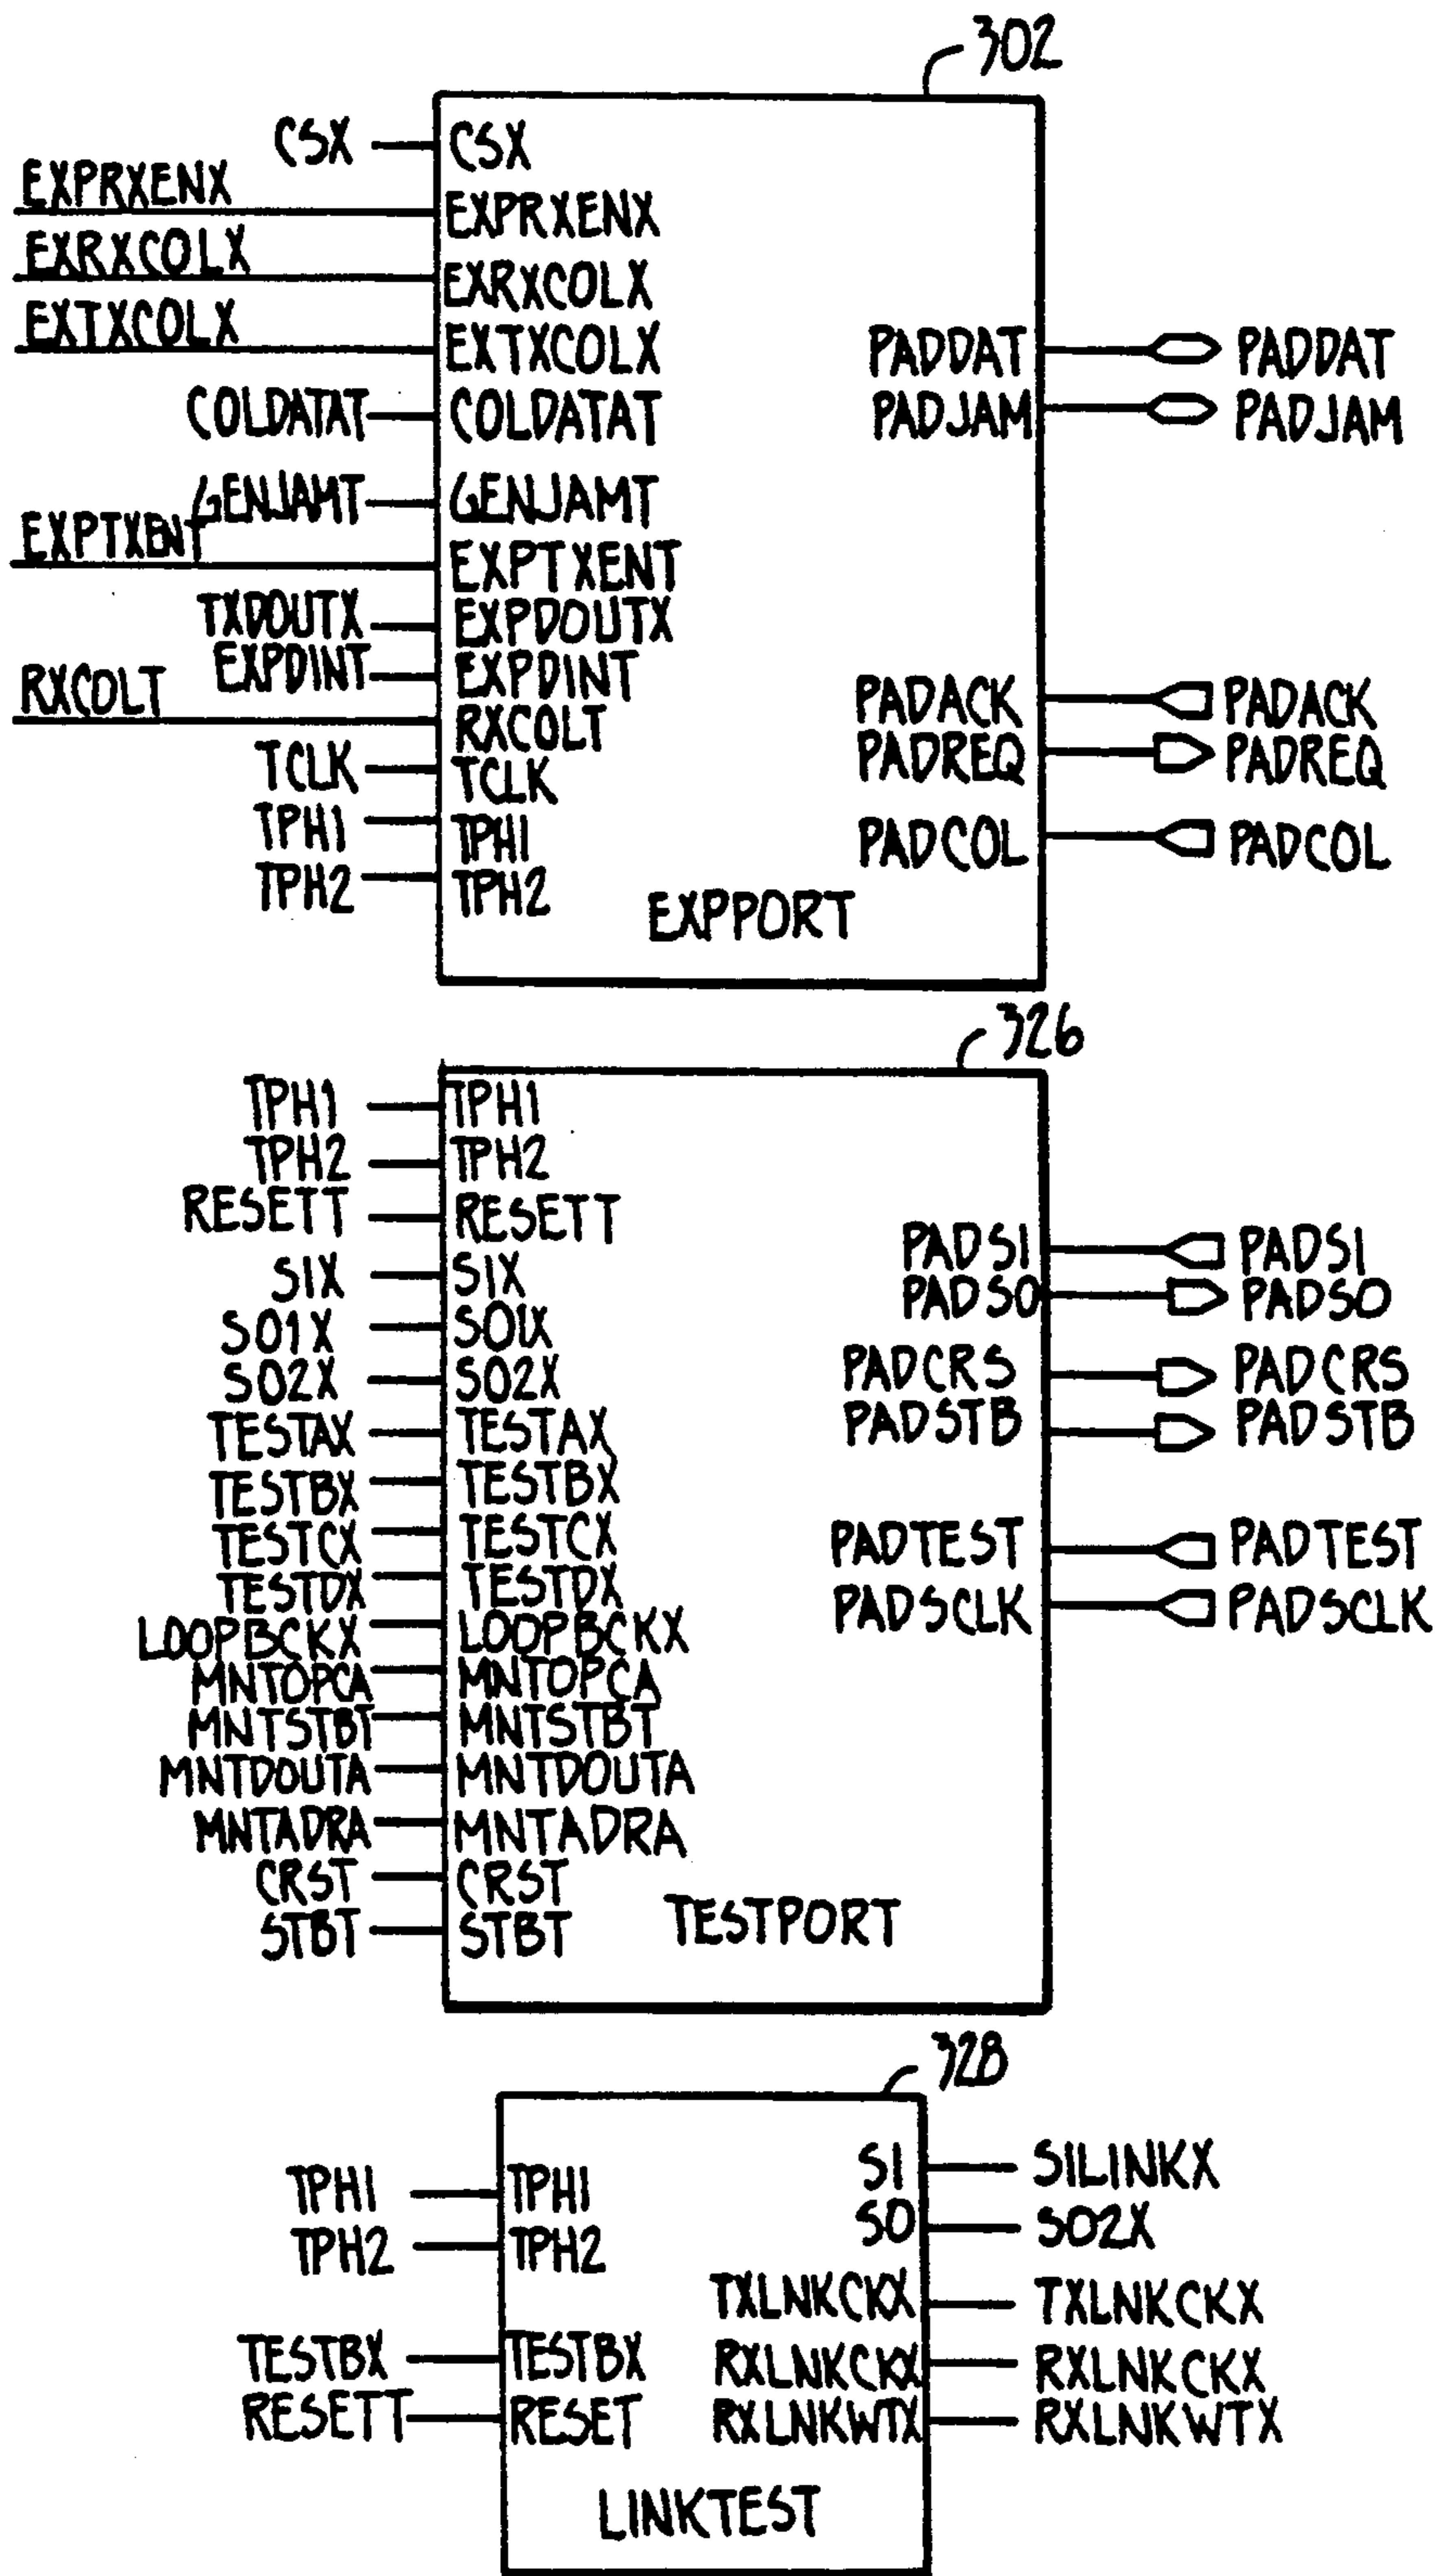 302
CSX CSX
EXPRXENX EXPRXENX
EXRXCOLX EXRXCOLX
EXTXCOLX EXTXCOLX PADDAT PADDAT
COLDATAT COLDATAT PADJAM PADJAM
GENJAMT GENJAMT
EXPTXENT EXPTXENT
TXDOUTX EXPDOUTX
EXPDINT EXPDINT PADACK PADACK
RXCOLT RXCOLT PADREQ PADREQ
TCLK TCLK
TPH1 TPH1 PADCOL PADCOL
TPH2 TPH2
EXPPORT
326
TPH1 TPH1
TPH2 TPH2
RESETT RESETT
SIX SIX PADSI PADSI
SO1X SO1X PADSO PADSO
SO2X SO2X PADCRS PADCRS
TESTAX TESTAX PADSTB PADSTB
TESTBX TESTBX
TESTCX TESTCX PADTEST PADTEST
TESTDX TESTDX PADSCLK PADSCLK
LOOPBCKX LOOPBCKX
MNTOPCA MNTOPCA
MNTSTBT MNTSTBT
MNTDOUTA MNTDOUTA
MNTADRA MNTADRA
CRST CRST
STBT STBT
TESTPORT
328
TPH1 TPH1 SI SILINKX
TPH2 TPH2 SO SO2X
TXLNKCKX TXLNKCKX
TESTBX TESTBX RXLNKCKX RXLNKCKX
RESETT RESET RXLNKWTX RXLNKWTX
LINKTEST